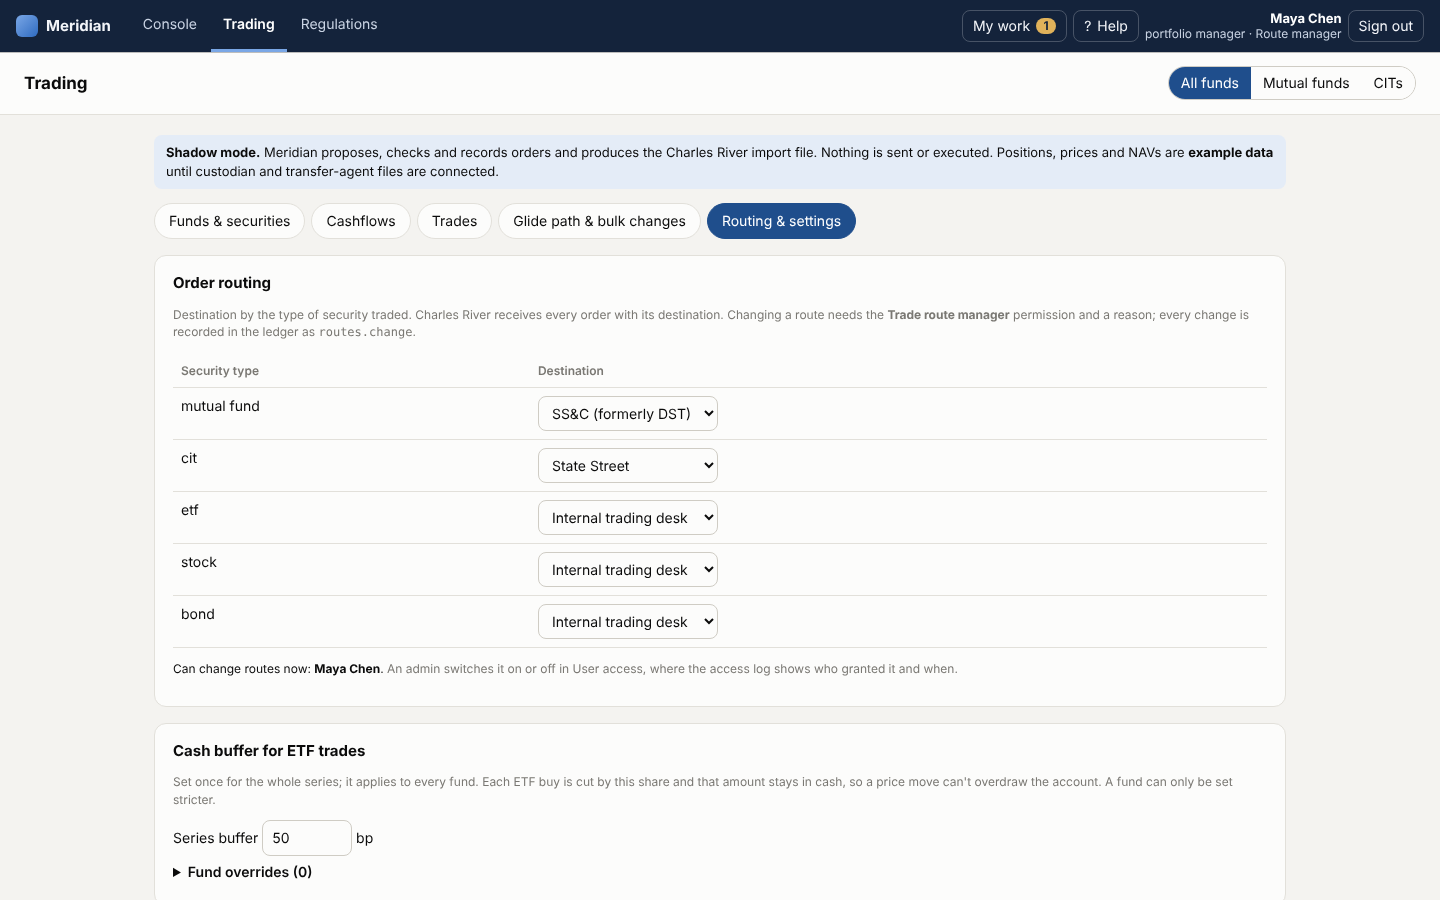 Meridian
Console
Trading
Regulations
My work 1
? Help
Maya Chen
portfolio manager · Route manager
Sign out
Trading
All funds
Mutual funds
CITs
Shadow mode. Meridian proposes, checks and records orders and produces the Charles River import file. Nothing is sent or executed. Positions, prices and NAVs are example data
until custodian and transfer-agent files are connected.
Funds & securities
Cashflows
Trades
Glide path & bulk changes
Routing & settings
Order routing
Destination by the type of security traded. Charles River receives every order with its destination. Changing a route needs the Trade route manager permission and a reason; every change is
recorded in the ledger as routes.change.
Security type Destination
mutual fund SS&C (formerly DST)
cit State Street
etf Internal trading desk
stock Internal trading desk
bond Internal trading desk
Can change routes now: Maya Chen. An admin switches it on or off in User access, where the access log shows who granted it and when.
Cash buffer for ETF trades
Set once for the whole series; it applies to every fund. Each ETF buy is cut by this share and that amount stays in cash, so a price move can't overdraw the account. A fund can only be set
stricter.
Series buffer 50 bp
Fund overrides (0)